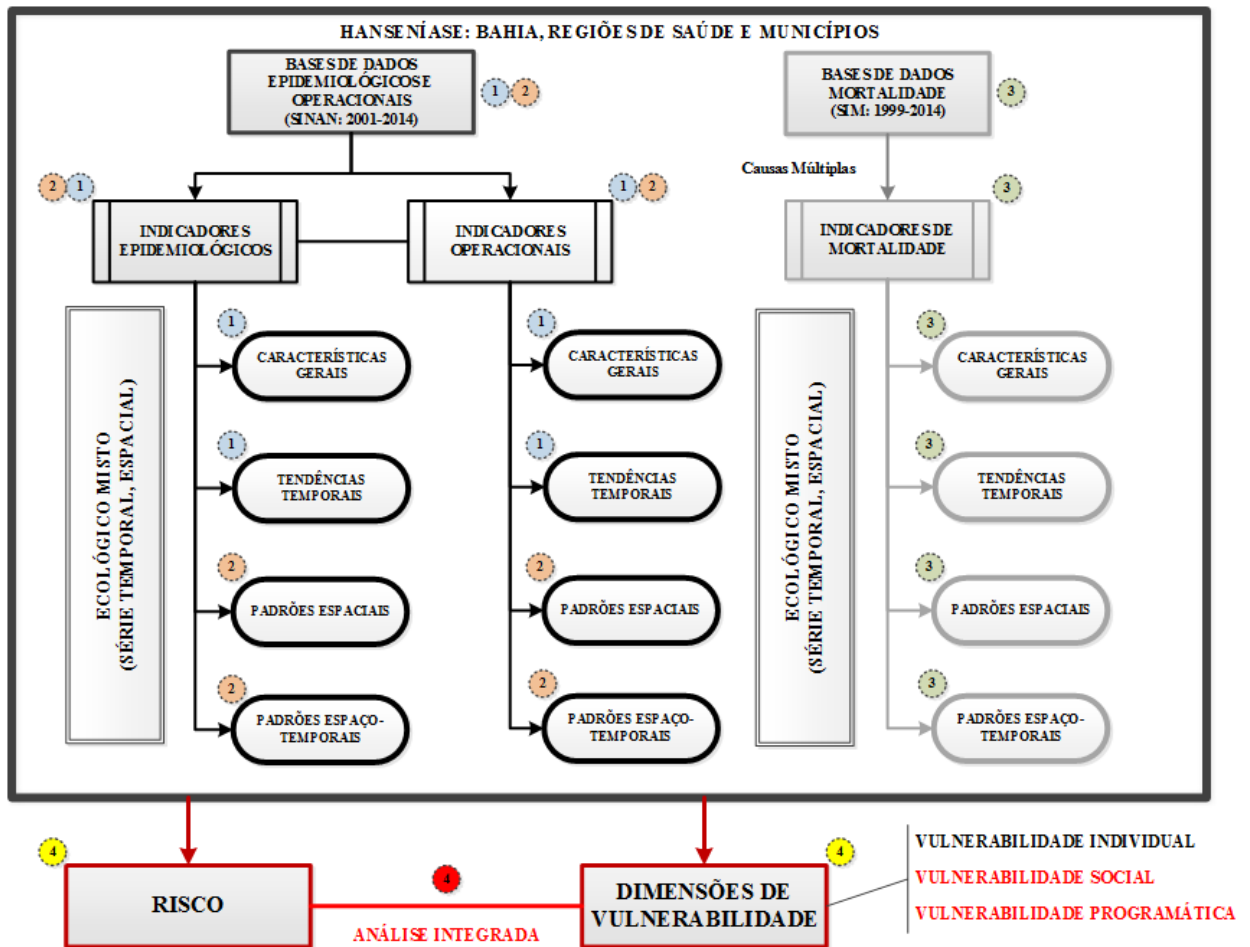 HANSENÍASE: BAHIA, REGIÕES DE SAÚDE E MUNICÍPIOS
BASES DE DADOS
EPIDEMIOLÓGICOS E
OPERACIONAIS
(SINAN: 2001-2014)
1
2
BASES DE DADOS
MORTALIDADE
(SIM: 1999-2014)
3
Causas Múltiplas
2
1
1
2
3
INDICADORES
EPIDEMIOLÓGICOS
INDICADORES
OPERACIONAIS
INDICADORES DE
MORTALIDADE
ECOLÓGICO MISTO
(SÉRIE TEMPORAL, ESPACIAL)
1
CARACTERÍSTICAS
GERAIS
1
TENDÊNCIAS
TEMPORAIS
2
PADRÕES ESPACIAIS
2
PADRÕES ESPAÇO-
TEMPORAIS
1
CARACTERÍSTICAS
GERAIS
1
TENDÊNCIAS
TEMPORAIS
2
PADRÕES ESPACIAIS
2
PADRÕES ESPAÇO-
TEMPORAIS
ECOLÓGICO MISTO
(SÉRIE TEMPORAL, ESPACIAL)
3
CARACTERÍSTICAS
GERAIS
3
TENDÊNCIAS
TEMPORAIS
3
PADRÕES ESPACIAIS
3
PADRÕES ESPAÇO-
TEMPORAIS
4
RISCO
4
ANÁLISE INTEGRADA
DIMENSÕES DE
VULNERABILIDADE
4
VULNERABILIDADE INDIVIDUAL
VULNERABILIDADE SOCIAL
VULNERABILIDADE PROGRAMÁTICA